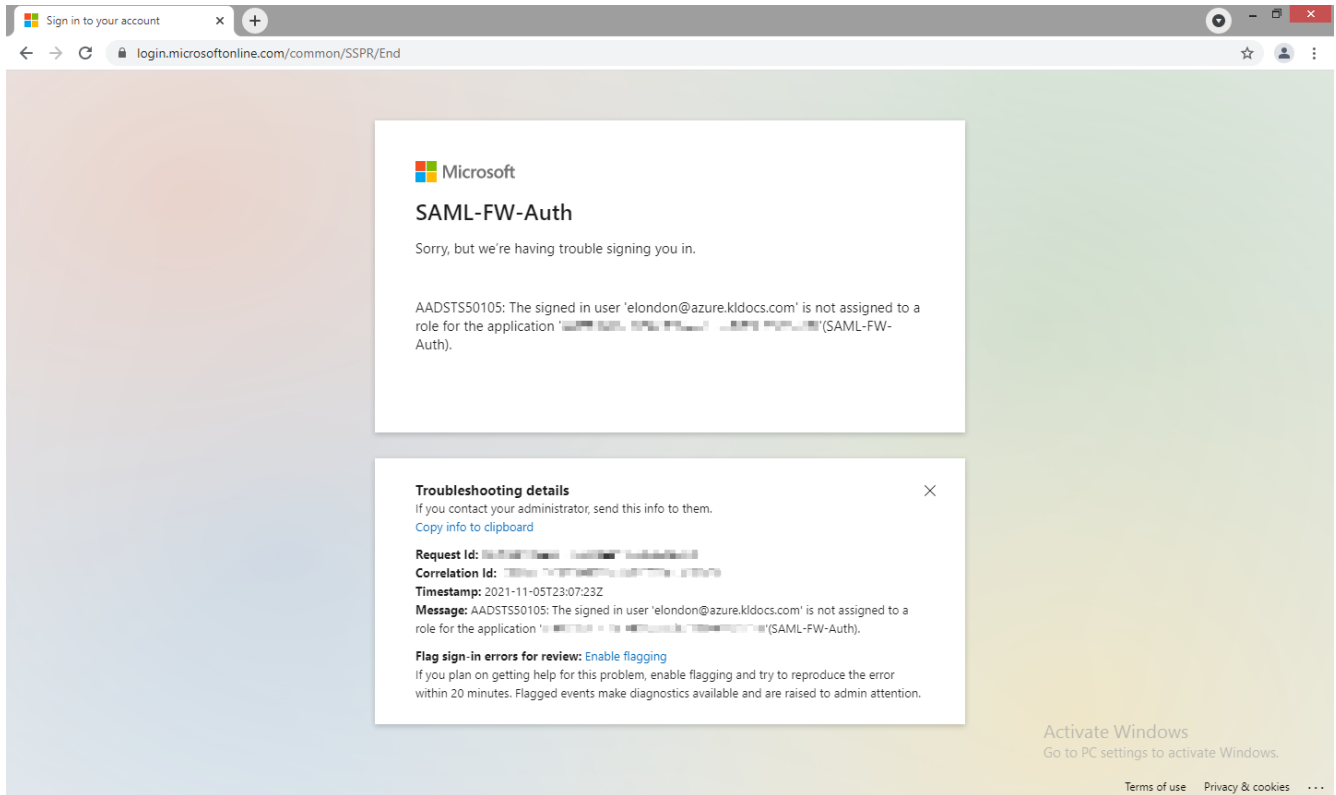 Sign in to your account
login.microsoftonline.com/common/SSPR/End
Microsoft
SAML-FW-Auth
Sorry, but we're having trouble signing you in.
AADSTS50105: The signed in user 'elondon@azure.kldocs.com' is not assigned to a
role for the application ' '(SAML-FW-
Auth).
Troubleshooting details
If you contact your administrator, send this info to them.
Copy info to clipboard
Request Id:
Correlation Id:
Timestamp: 2021-11-05T23:07:23Z
Message: AADSTS50105: The signed in user 'elondon@azure.kldocs.com' is not assigned to a
role for the application ' '(SAML-FW-Auth).
Flag sign-in errors for review: Enable flagging
If you plan on getting help for this problem, enable flagging and try to reproduce the error
within 20 minutes. Flagged events make diagnostics available and are raised to admin attention.
Activate Windows
Go to PC settings to activate Windows.
Terms of use Privacy & cookies ...